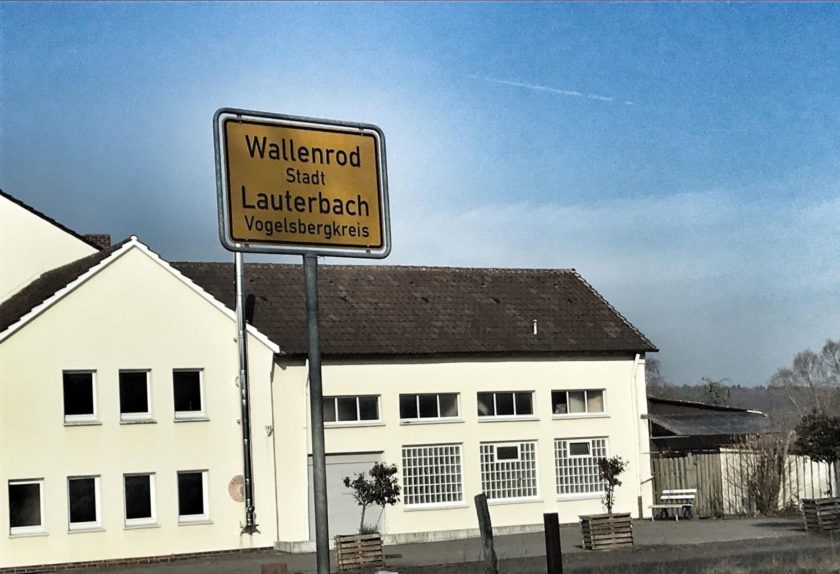 Wallenrod
Stadt
Lauterbach
Vogelsbergkreis